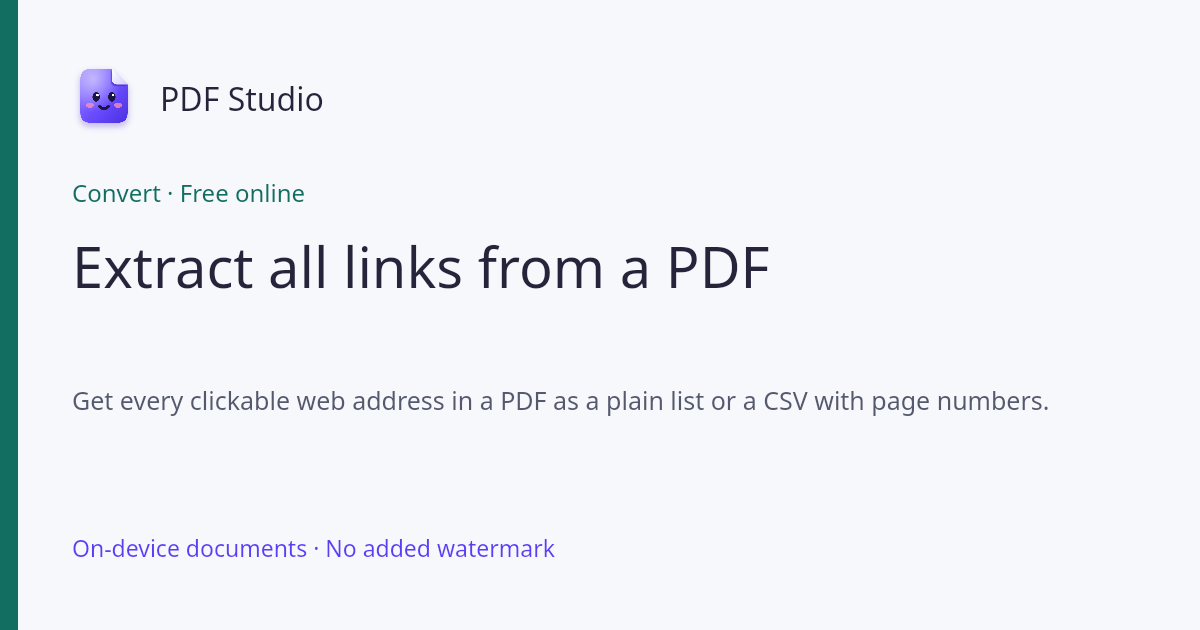 PDF Studio
Convert · Free online
Extract all links from a PDF
Get every clickable web address in a PDF as a plain list or a CSV with page numbers.
On-device documents · No added watermark